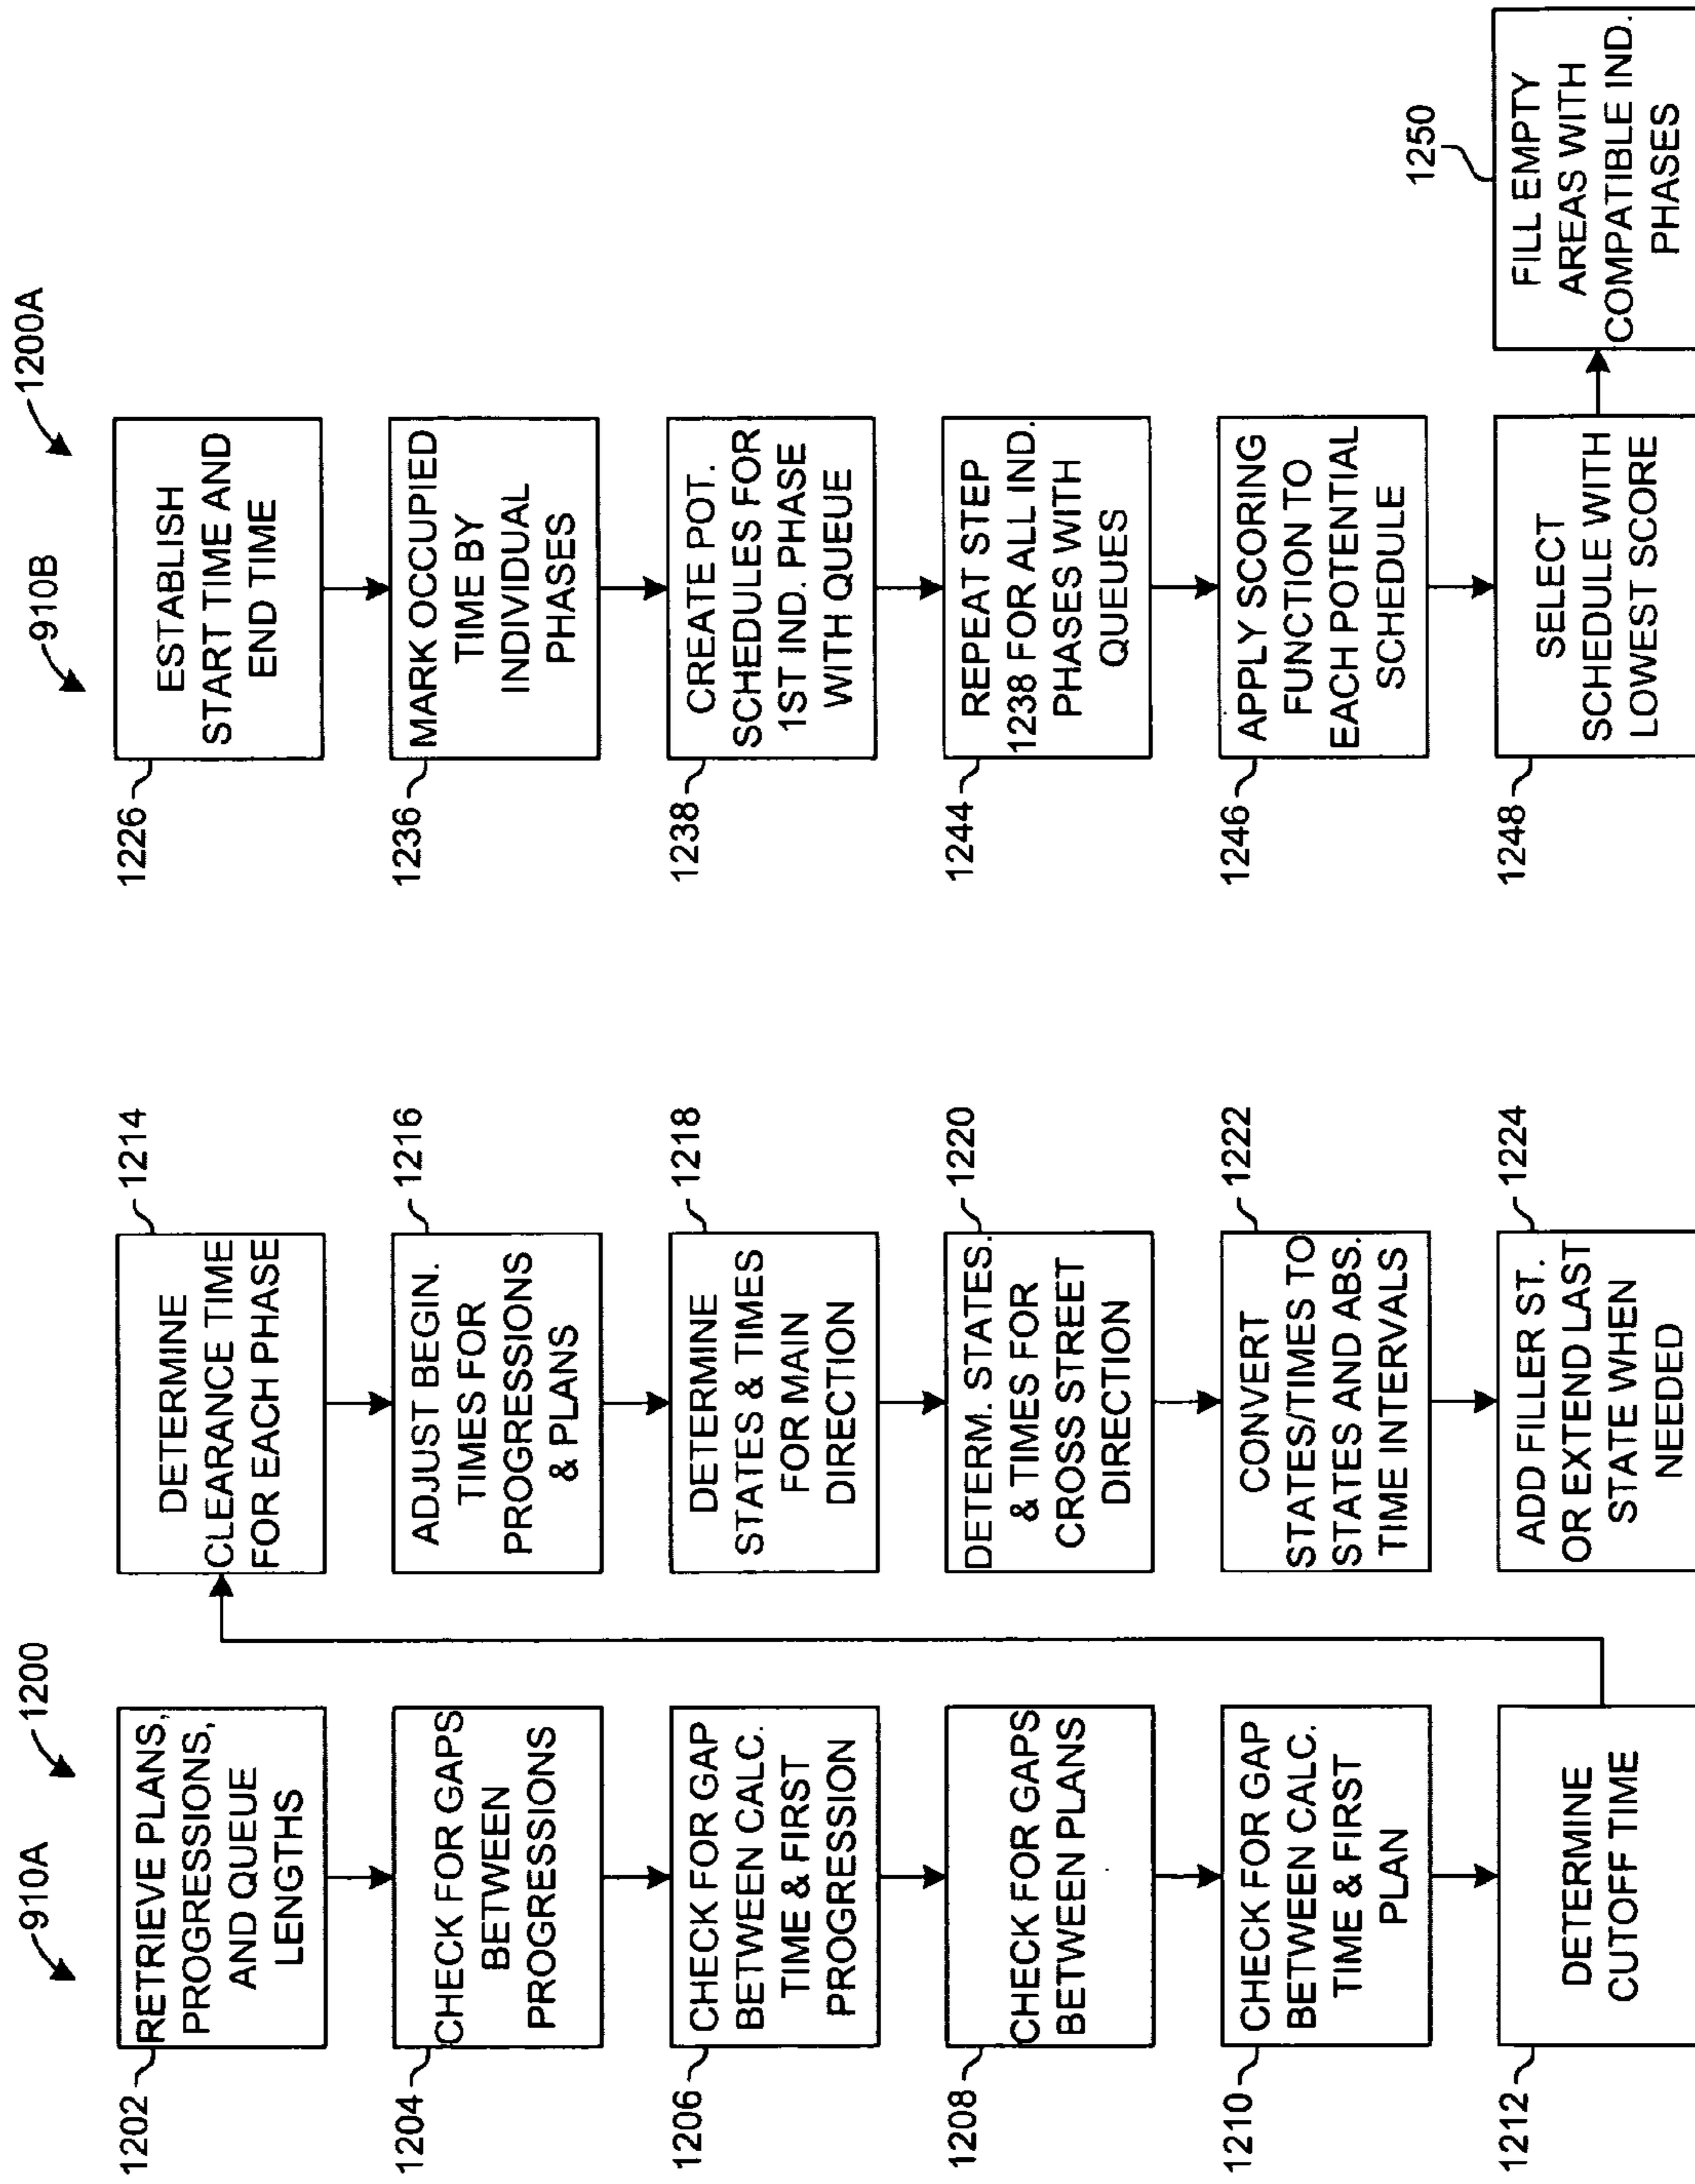 910A
1200
1202
RETRIEVE PLANS,
PROGRESSIONS,
AND QUEUE
LENGTHS
1204
CHECK FOR GAPS
BETWEEN
PROGRESSIONS
1206
CHECK FOR GAP
BETWEEN CALC.
TIME & FIRST
PROGRESSION
1208
CHECK FOR GAPS
BETWEEN PLANS
1210
CHECK FOR GAP
BETWEEN CALC.
TIME & FIRST
PLAN
1212
DETERMINE
CUTOFF TIME
1214
DETERMINE
CLEARANCE TIME
FOR EACH PHASE
1216
ADJUST BEGIN.
TIMES FOR
PROGRESSIONS
& PLANS
1218
DETERMINE
STATES & TIMES
FOR MAIN
DIRECTION
1220
DETERM. STATES.
& TIMES FOR
CROSS STREET
DIRECTION
1222
CONVERT
STATES/TIMES TO
STATES AND ABS.
TIME INTERVALS
1224
ADD FILLER ST.
OR EXTEND LAST
STATE WHEN
NEEDED
910B
1200A
1226
ESTABLISH
START TIME AND
END TIME
1236
MARK OCCUPIED
TIME BY
INDIVIDUAL
PHASES
1238
CREATE POT.
SCHEDULES FOR
1ST IND. PHASE
WITH QUEUE
1244
REPEAT STEP
1238 FOR ALL IND.
PHASES WITH
QUEUES
1246
APPLY SCORING
FUNCTION TO
EACH POTENTIAL
SCHEDULE
1248
SELECT
SCHEDULE WITH
LOWEST SCORE
1250
FILL EMPTY
AREAS WITH
COMPATIBLE IND.
PHASES